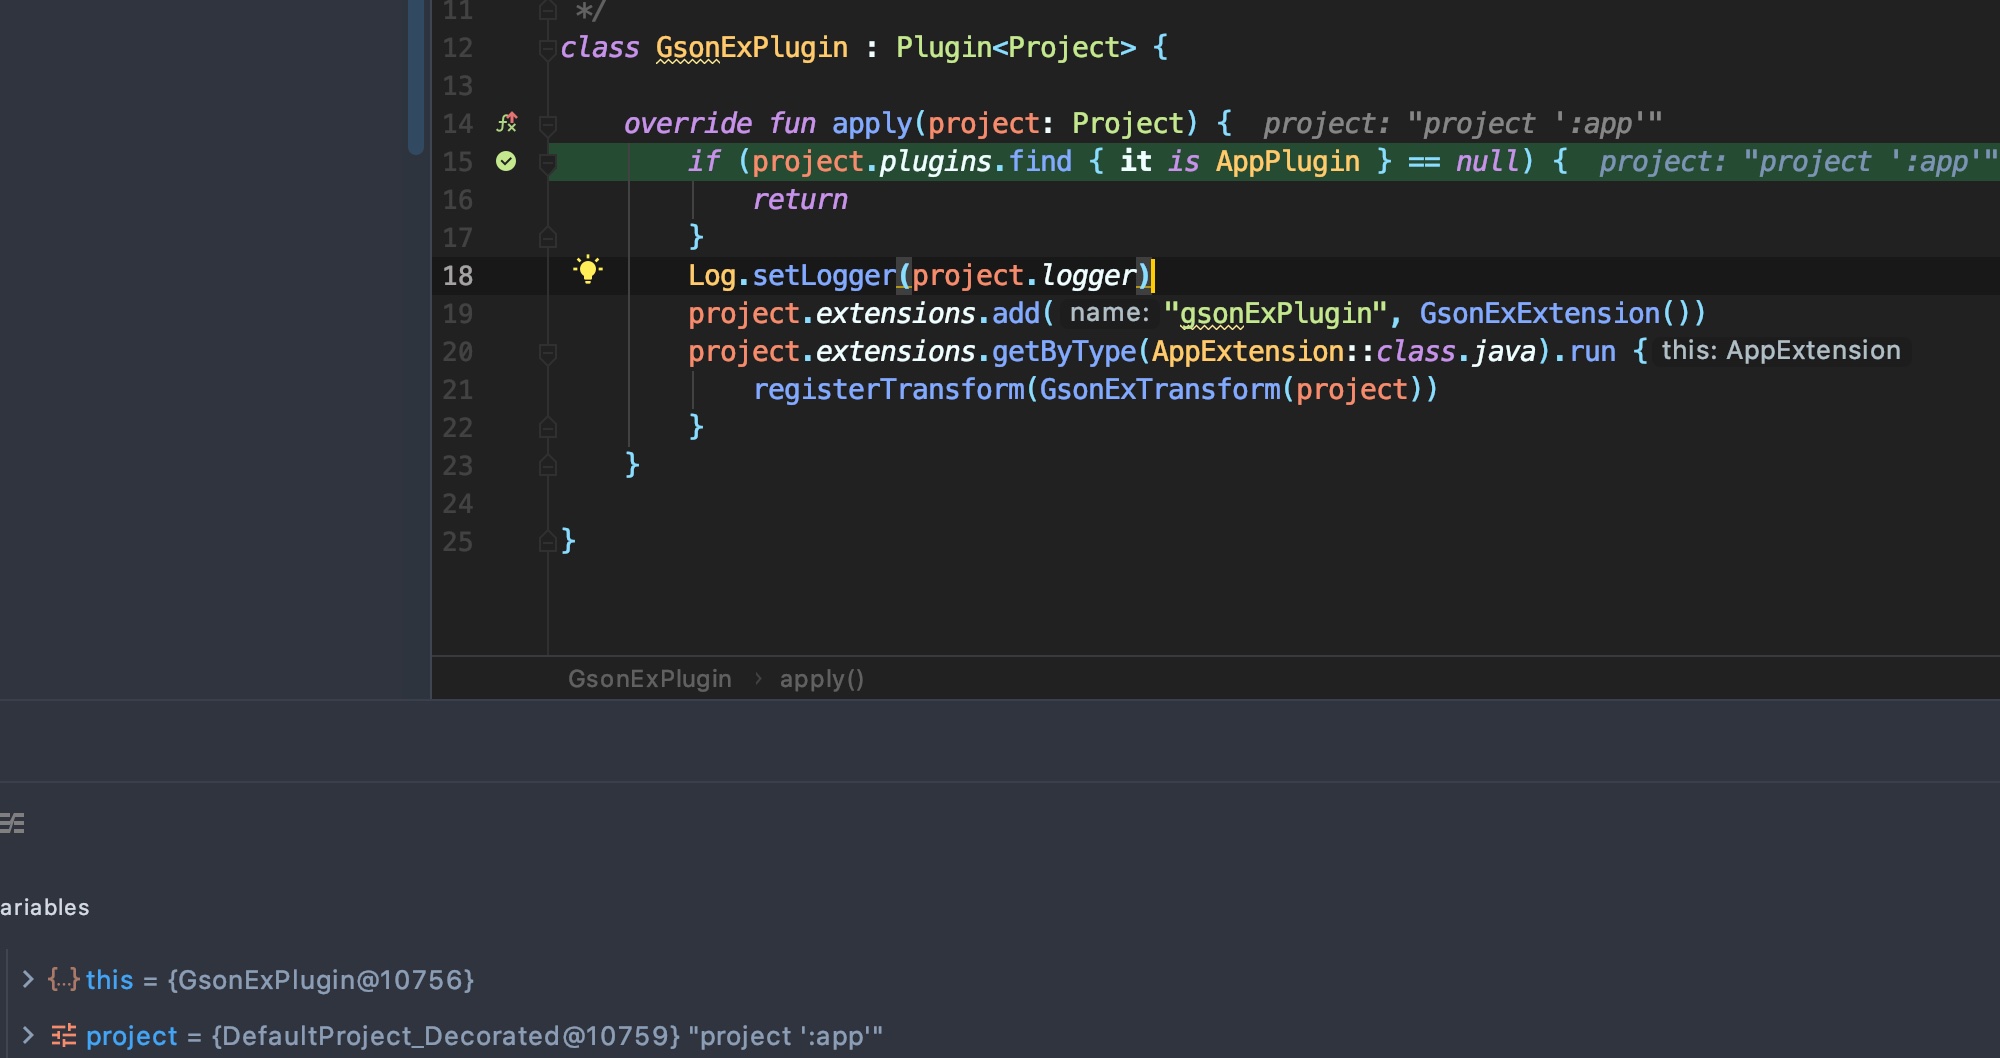 11 */
12 class GsonExPlugin : Plugin<Project> {
13
14 override fun apply(project: Project) { project: "project ':app'"
15 if (project.plugins.find { it is AppPlugin } == null) { project: "project ':app'"
16 return
17 }
18 Log.setLogger(project.logger)
19 project.extensions.add( name: "gsonExPlugin", GsonExExtension())
20 project.extensions.getByType(AppExtension::class.java).run { this: AppExtension
21 registerTransform(GsonExTransform(project))
22 }
23 }
24
25 }
GsonExPlugin › apply()
ariables
> {...} this = {GsonExPlugin@10756}
> project = {DefaultProject_Decorated@10759} "project ':app'"